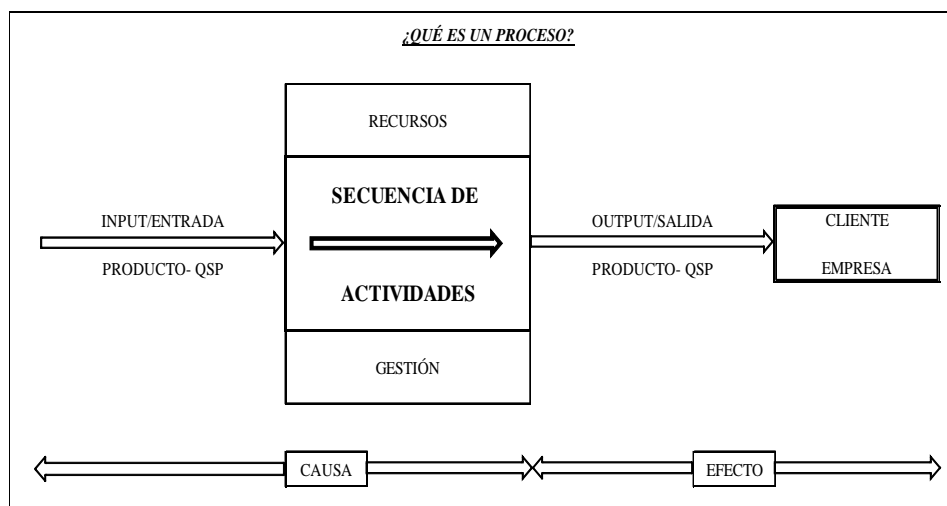 ¿QUÉ ES UN PROCESO?
RECURSOS
SECUENCIA DE
ACTIVIDADES
GESTIÓN
INPUT/ENTRADA
PRODUCTO- QSP
OUTPUT/SALIDA
PRODUCTO- QSP
CLIENTE
EMPRESA
CAUSA
EFECTO